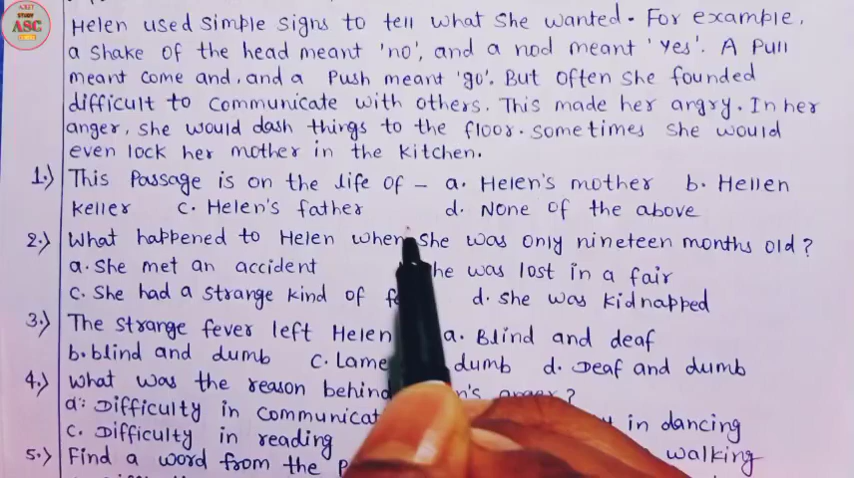 A3Z7
STUDY
ASC
Helen used simple signs to tell what she wanted. For example,
a shake of the head meant 'no', and a nod meant 'yes'. A Pull
meant come and, and a Push meant 'go'. But often she founded
difficult to communicate with others. This made her angry. In her
anger, she would dash things to the floor. sometimes she would
even lock her mother in the kitchen.
1.) This Passage is on the life of - a. Helen's mother b. Hellen
keller c. Helen's father d. None of the above
2.) What happened to Helen when she was only nineteen months old?
a. She met an accident he was lost in a fair
c. She had a strange kind of d. She was kidnapped
3.) The strange fever left Helen a. Blind and deaf
b. blind and dumb c. Lame dumb d. Deaf and dumb
4.) What was the reason behind anger?
a. Difficulty in in dancing
c. Difficulty in reading walking
5.) Find a word from the